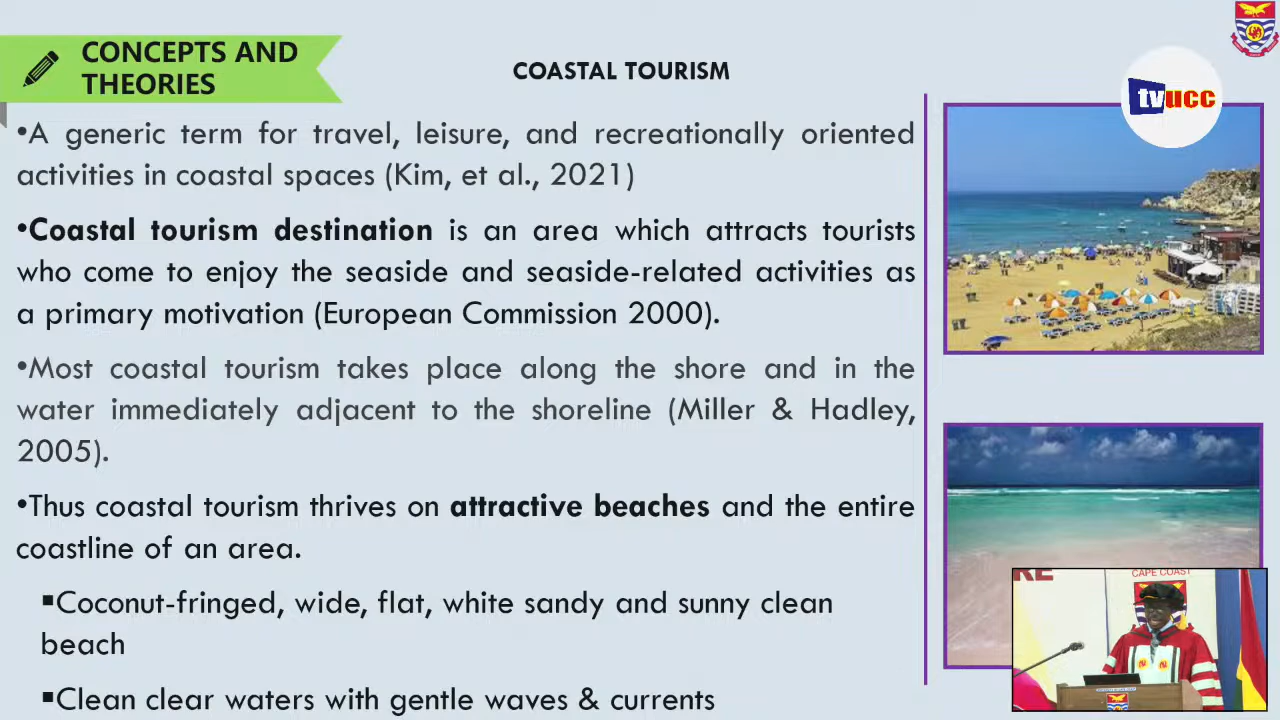 CONCEPTS AND
THEORIES
COASTAL TOURISM
tvucc
•A generic term for travel, leisure, and recreationally oriented
activities in coastal spaces (Kim, et al., 2021)
•Coastal tourism destination is an area which attracts tourists
who come to enjoy the seaside and seaside-related activities as
a primary motivation (European Commission 2000).
•Most coastal tourism takes place along the shore and in the
water immediately adjacent to the shoreline (Miller & Hadley,
2005).
•Thus coastal tourism thrives on attractive beaches and the entire
coastline of an area.
▪Coconut-fringed, wide, flat, white sandy and sunny clean
beach
▪Clean clear waters with gentle waves & currents
CAPE COAST